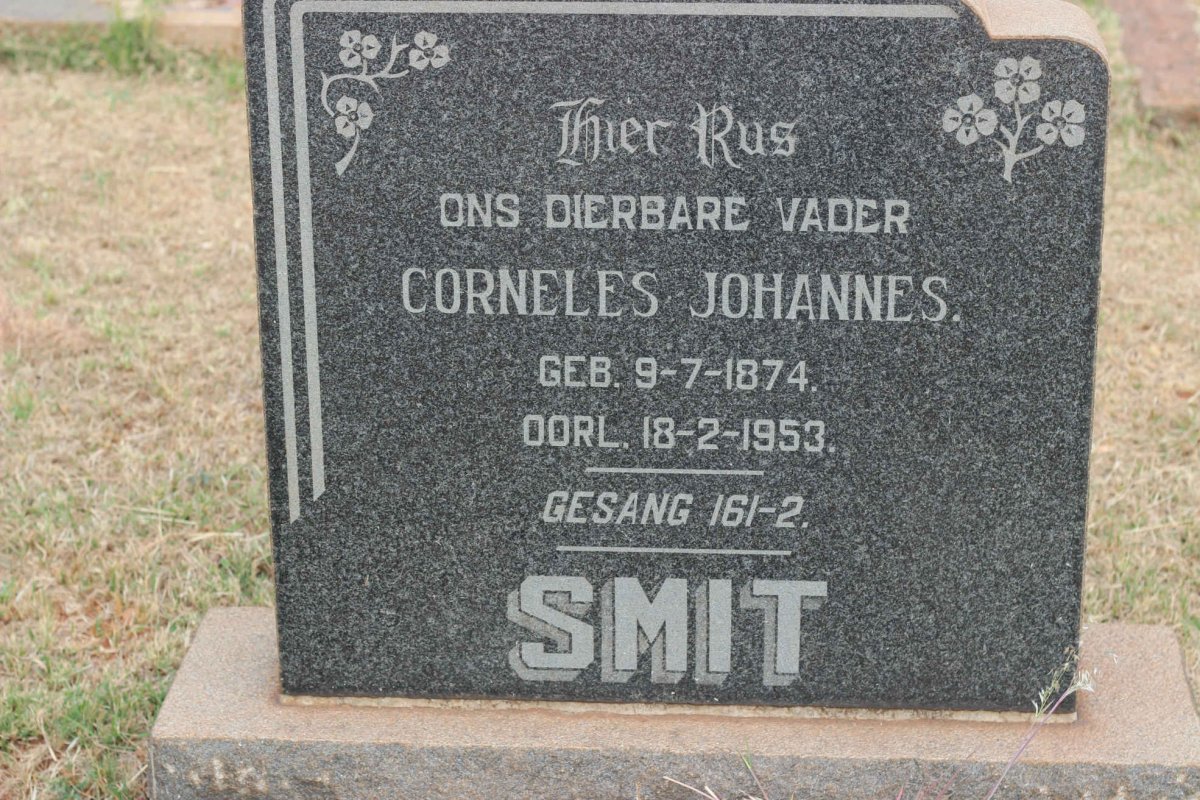 Hier Rus
ONS DIERBARE VADER
CORNELES JOHANNES.
GEB. 9-7-1874.
OORL. 18-2-1953.
GESANG 161-2.
SMIT